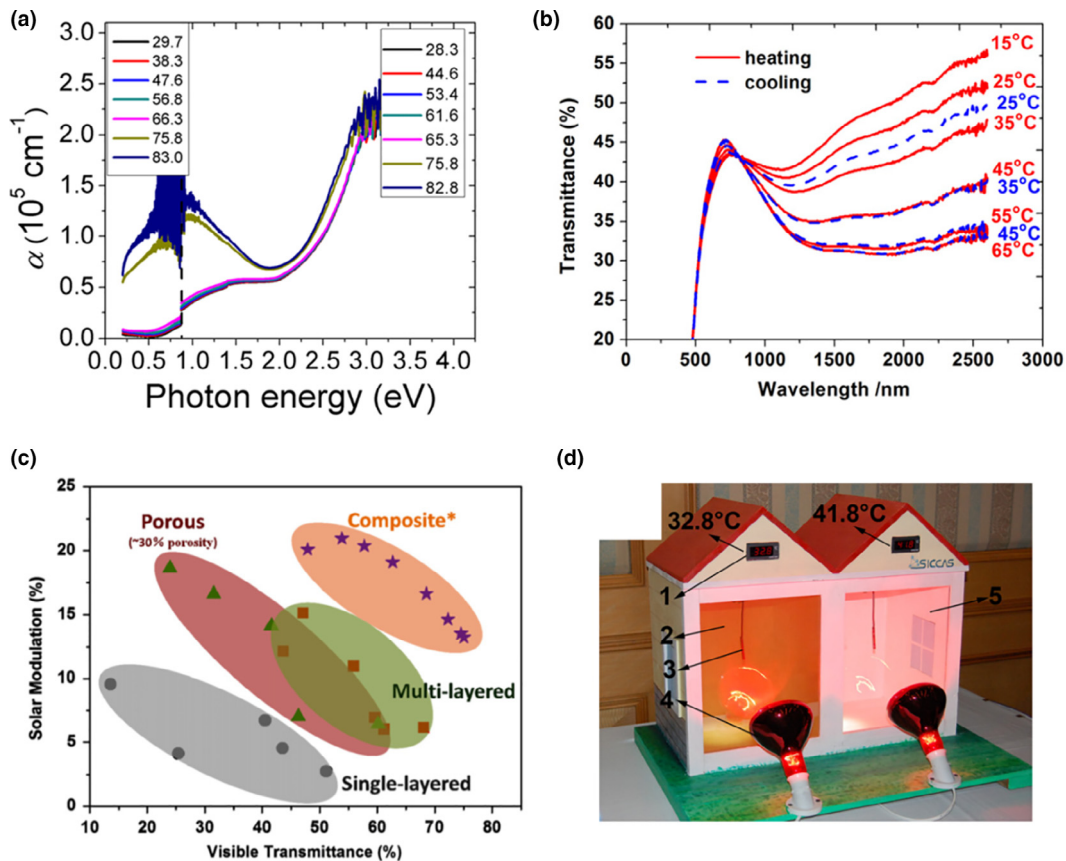 (a)
3.0
2.5
2.0
1.5
1.0
0.5
0.0
α (10⁵ cm⁻¹)
29.7
38.3
47.6
56.8
66.3
75.8
83.0
28.3
44.6
53.4
61.6
65.3
75.8
82.8
0.0 0.5 1.0 1.5 2.0 2.5 3.0 3.5 4.0
Photon energy (eV)
(b)
60
55
50
45
40
35
30
25
20
Transmittance (%)
heating
cooling
15°C
25°C
25°C
35°C
45°C
35°C
55°C
45°C
65°C
0 500 1000 1500 2000 2500 3000
Wavelength /nm
(c)
25
20
15
10
5
0
Solar Modulation (%)
Porous
(~30% porosity)
Composite*
Multi-layered
Single-layered
10 20 30 40 50 60 70 80
Visible Transmittance (%)
(d)
32.8°C
41.8°C
SICCAS
1
2
3
4
5